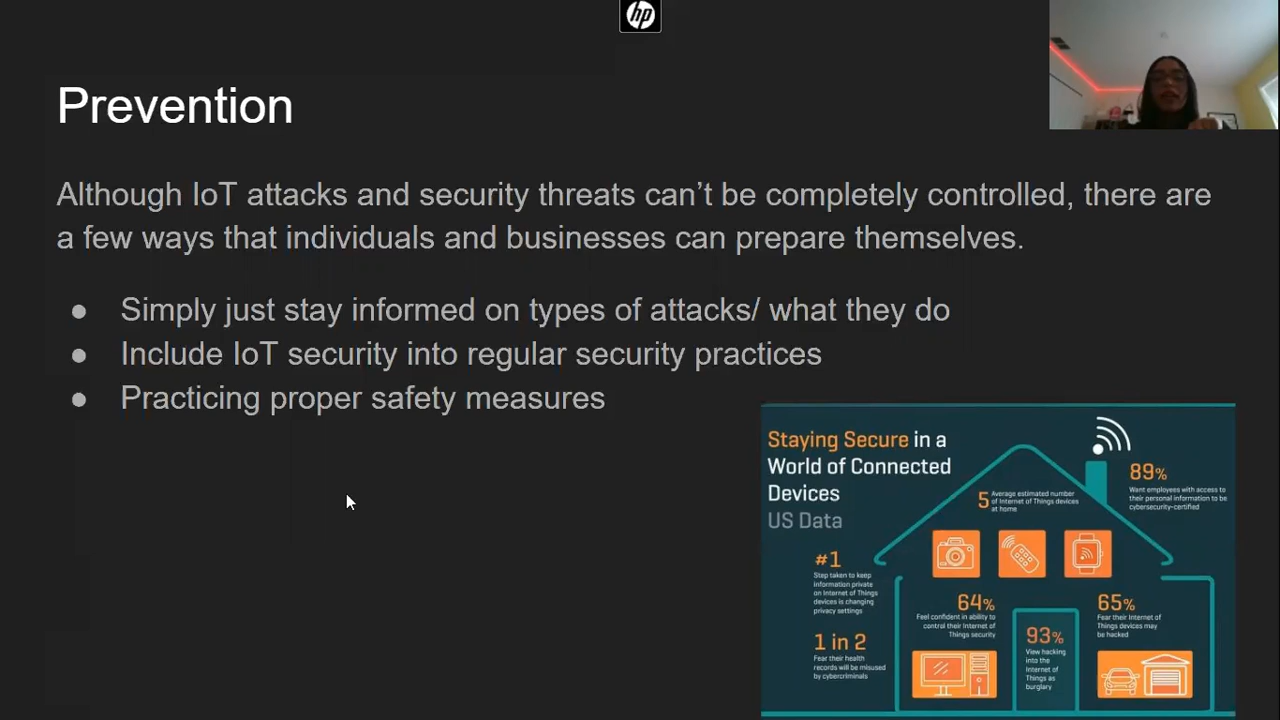 hp
Prevention
Although IoT attacks and security threats can’t be completely controlled, there are
a few ways that individuals and businesses can prepare themselves.
● Simply just stay informed on types of attacks/ what they do
● Include IoT security into regular security practices
● Practicing proper safety measures
Staying Secure in a
World of Connected
Devices
US Data
89%
Want employees with access to
their personal information to be
cybersecurity-certified
5 Average estimated number
of Internet of Things devices
at home
#1
Step taken to keep
information private
on Internet of Things
devices is changing
privacy settings
64%
Feel confident in ability to
control their Internet of
Things security
65%
Fear their Internet of
Things devices may
be hacked
1 in 2
Fear their health
records will be misused
by cybercriminals
93%
View hacking
into the
Internet of
Things as
burglary